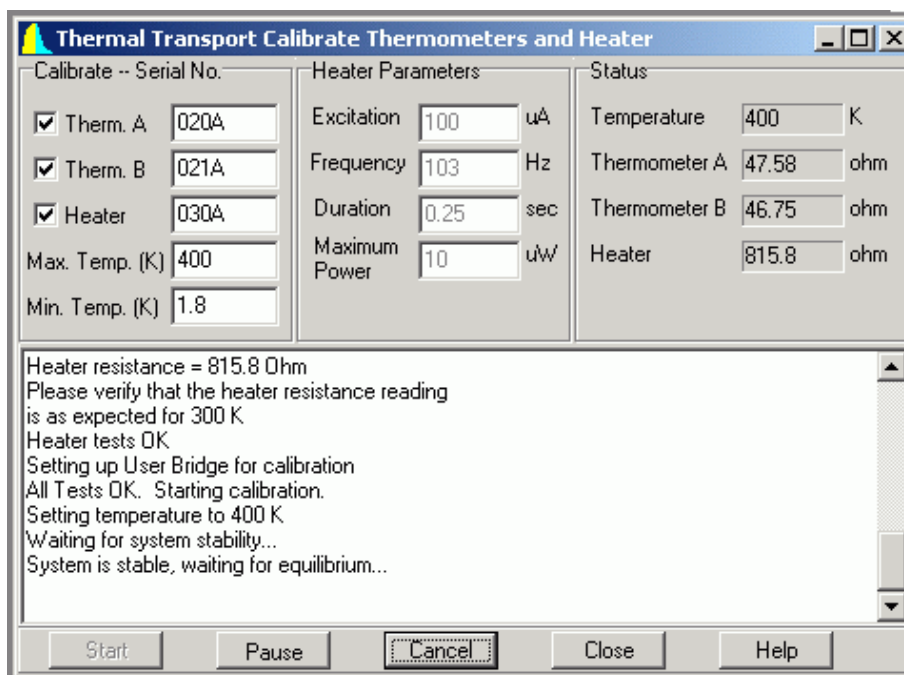 Thermal Transport Calibrate Thermometers and Heater
Calibrate -- Serial No.
Therm. A 020A
Therm. B 021A
Heater 030A
Max. Temp. (K) 400
Min. Temp. (K) 1.8
Heater Parameters
Excitation 100 uA
Frequency 103 Hz
Duration 0.25 sec
Maximum
Power 10 uW
Status
Temperature 400 K
Thermometer A 47.58 ohm
Thermometer B 46.75 ohm
Heater 815.8 ohm
Heater resistance = 815.8 Ohm
Please verify that the heater resistance reading
is as expected for 300 K
Heater tests OK
Setting up User Bridge for calibration
All Tests OK.  Starting calibration.
Setting temperature to 400 K
Waiting for system stability...
System is stable, waiting for equilibrium...
Start Pause Cancel Close Help